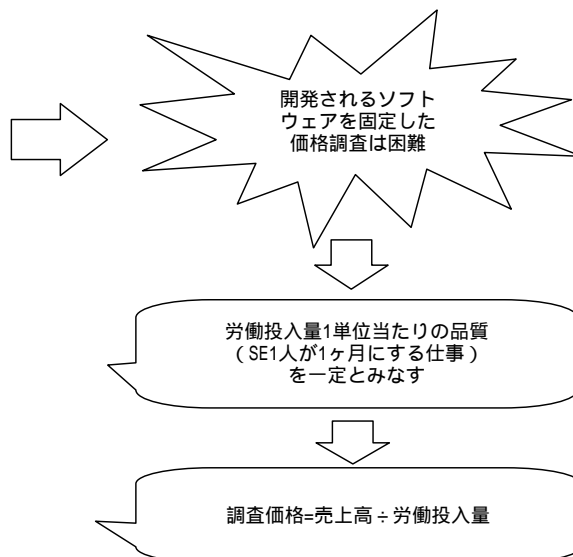 開発されるソフト
ウェアを固定した
価格調査は困難
労働投入量1単位当たりの品質
（SE1人が1ヶ月にする仕事）
を一定とみなす
調査価格=売上高÷労働投入量